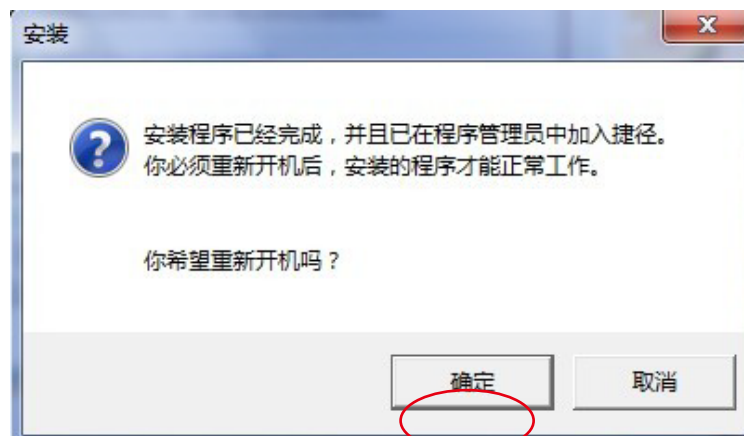 安装
安装程序已经完成，并且已在程序管理员中加入捷径。
你必须重新开机后，安装的程序才能正常工作。
你希望重新开机吗？
确定
取消